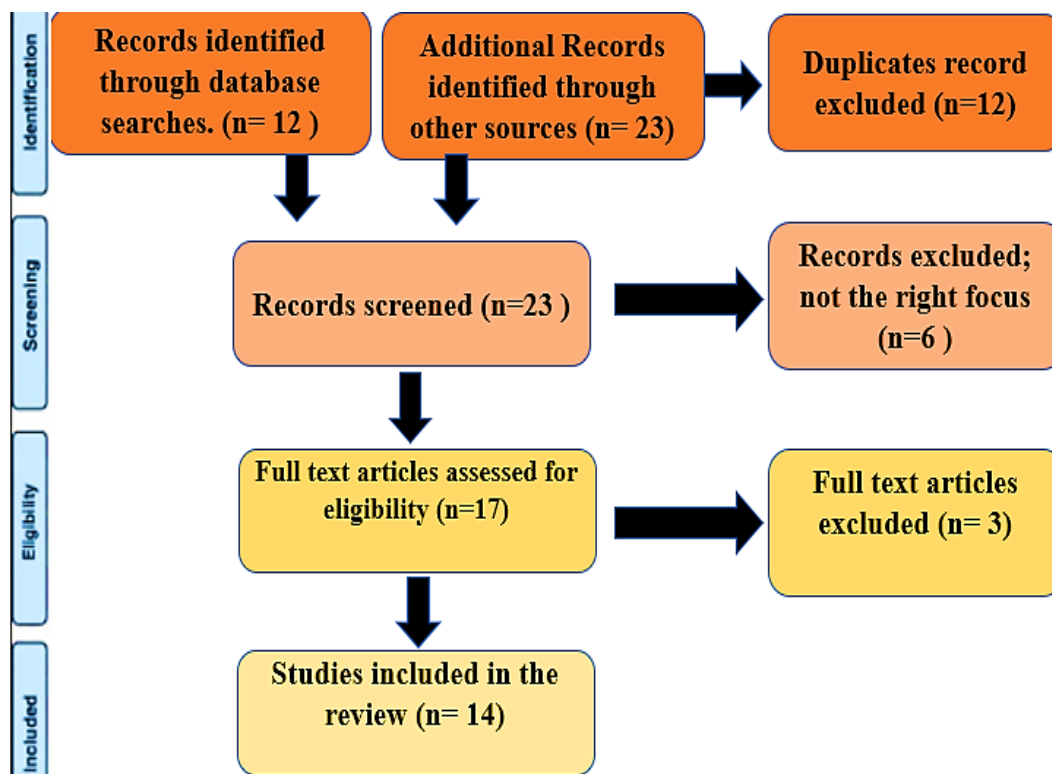 Identification
Records identified
through database
searches. (n= 12 )
Additional Records
identified through
other sources (n= 23)
Duplicates record
excluded (n=12)
Screening
Records screened (n=23 )
Records excluded;
not the right focus
(n=6 )
Eligibility
Full text articles assessed for
eligibility (n=17)
Full text articles
excluded (n= 3)
Included
Studies included in the
review (n= 14)